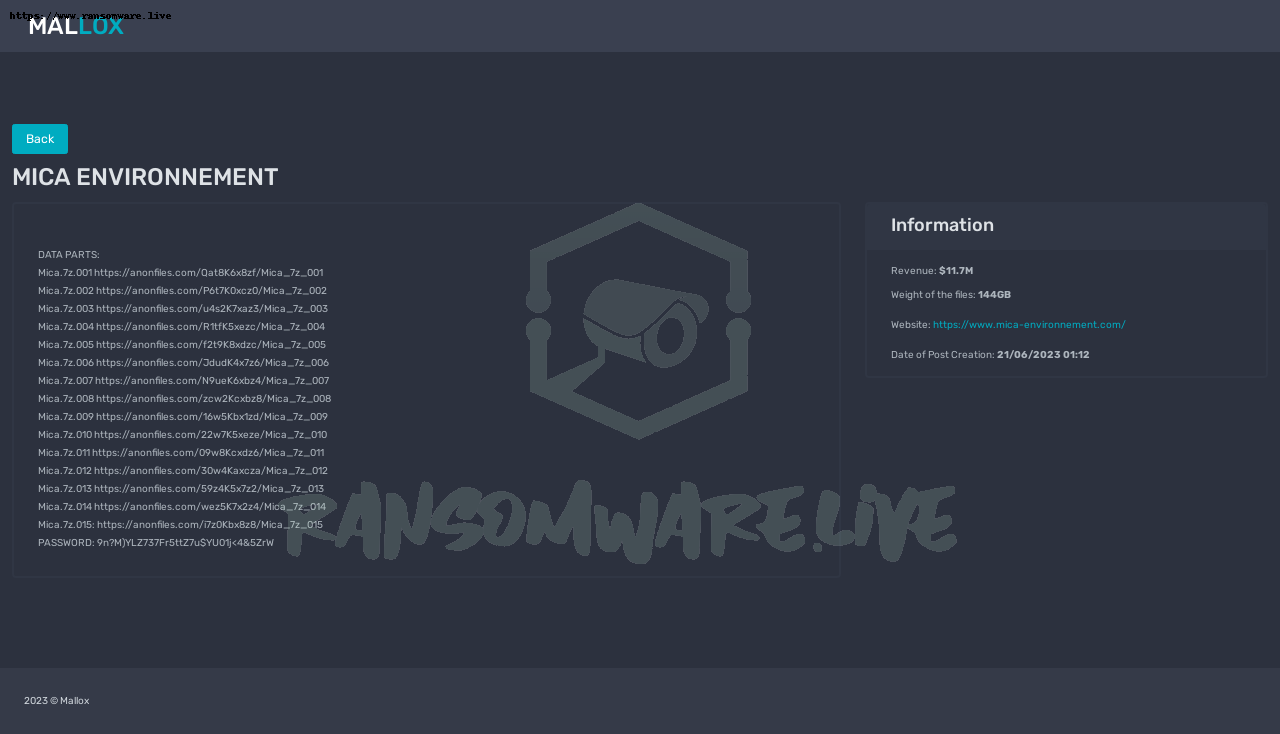 https://www.ransomware.live
MALLOX
Back
MICA ENVIRONNEMENT
DATA PARTS:
Mica.7z.001 https://anonfiles.com/Qat8K6x8zf/Mica_7z_001
Mica.7z.002 https://anonfiles.com/P6t7K0xcz0/Mica_7z_002
Mica.7z.003 https://anonfiles.com/u4s2K7xaz3/Mica_7z_003
Mica.7z.004 https://anonfiles.com/R1tfK5xezc/Mica_7z_004
Mica.7z.005 https://anonfiles.com/f2t9K8xdzc/Mica_7z_005
Mica.7z.006 https://anonfiles.com/JdudK4x7z6/Mica_7z_006
Mica.7z.007 https://anonfiles.com/N9ueK6xbz4/Mica_7z_007
Mica.7z.008 https://anonfiles.com/zcw2Kcxbz8/Mica_7z_008
Mica.7z.009 https://anonfiles.com/16w5Kbx1zd/Mica_7z_009
Mica.7z.010 https://anonfiles.com/22w7K5xeze/Mica_7z_010
Mica.7z.011 https://anonfiles.com/09w8Kcxdz6/Mica_7z_011
Mica.7z.012 https://anonfiles.com/30w4Kaxcza/Mica_7z_012
Mica.7z.013 https://anonfiles.com/59z4K5x7z2/Mica_7z_013
Mica.7z.014 https://anonfiles.com/wez5K7x2z4/Mica_7z_014
Mica.7z.015: https://anonfiles.com/i7z0Kbx8z8/Mica_7z_015
PASSWORD: 9n?M)YLZ737Fr5ttZ7u$YU01j<4&5ZrW
RANSOMWARE.LIVE
Information
Revenue: $11.7M
Weight of the files: 144GB
Website: https://www.mica-environnement.com/
Date of Post Creation: 21/06/2023 01:12
2023 © Mallox